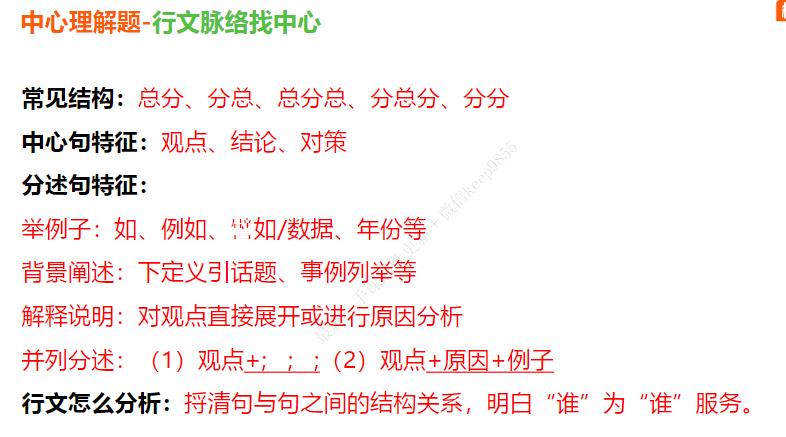 中心理解题-行文脉络找中心
常见结构：总分、分总、总分总、分总分、分分
中心句特征：观点、结论、对策
分述句特征：
举例子：如、例如、譬如/数据、年份等
背景阐述：下定义引话题、事例列举等
解释说明：对观点直接展开或进行原因分析
并列分述：（1）观点+；；；（2）观点+原因+例子
行文怎么分析：捋清句与句之间的结构关系，明白“谁”为“谁”服务。
+微信keep9855